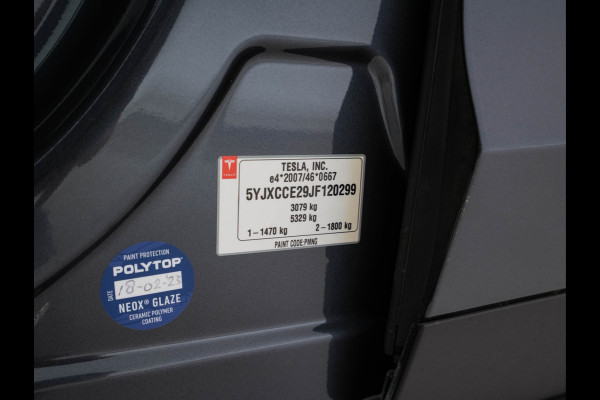 TESLA
TESLA, INC.
e4*2007/46*0667
5YJXCCE29JF120299
3079 kg
5329 kg
1–1470 kg 2–1800 kg
PAINT CODE-PMNG
PAINT PROTECTION
POLYTOP®
DATE 18-02-23
NEOX® GLAZE
CERAMIC POLYMER
COATING